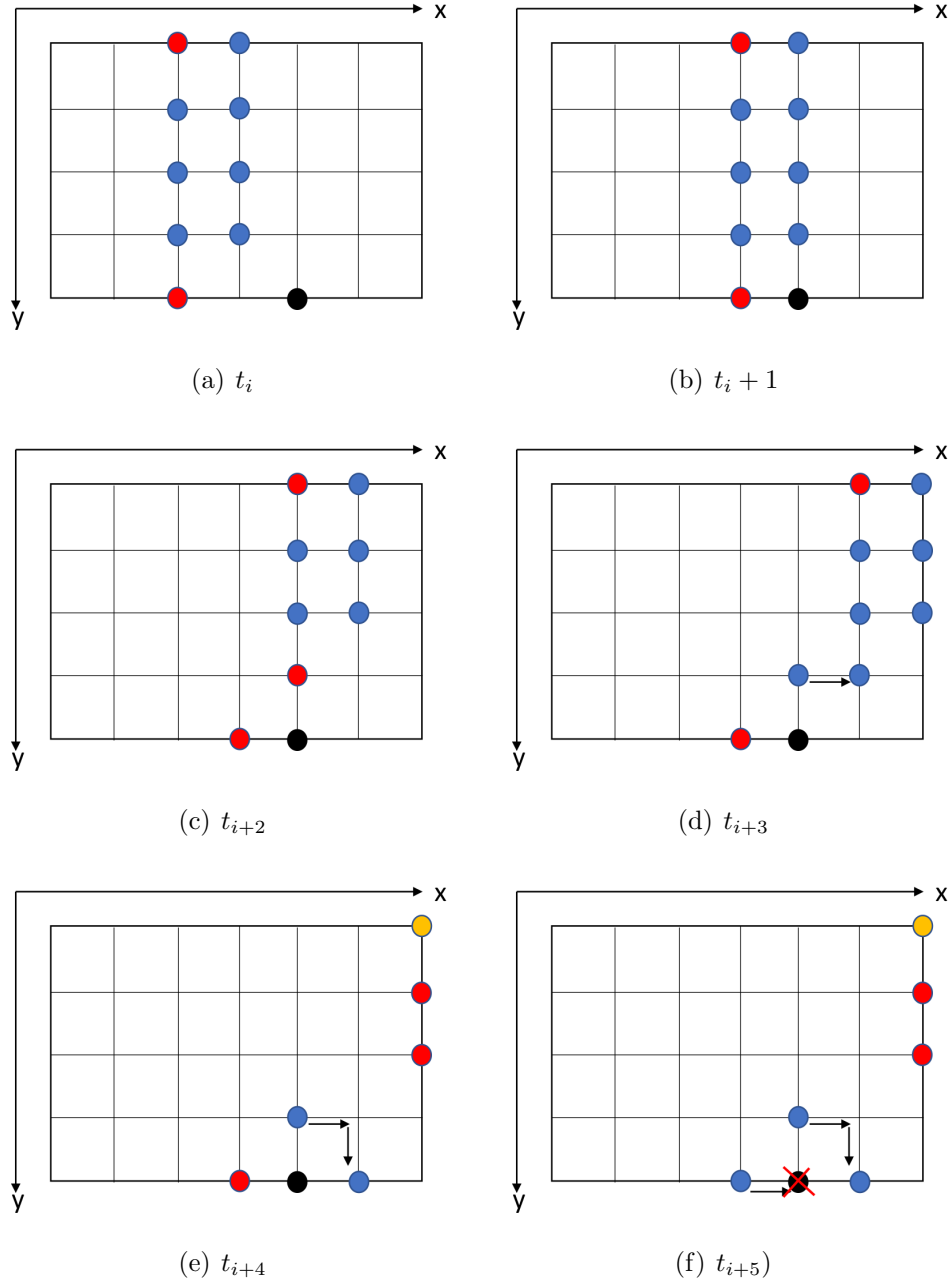 x
x
y
y
(a) t_i
(b) t_i + 1
x
x
y
y
(c) t_{i+2}
(d) t_{i+3}
x
x
y
y
(e) t_{i+4}
(f) t_{i+5})